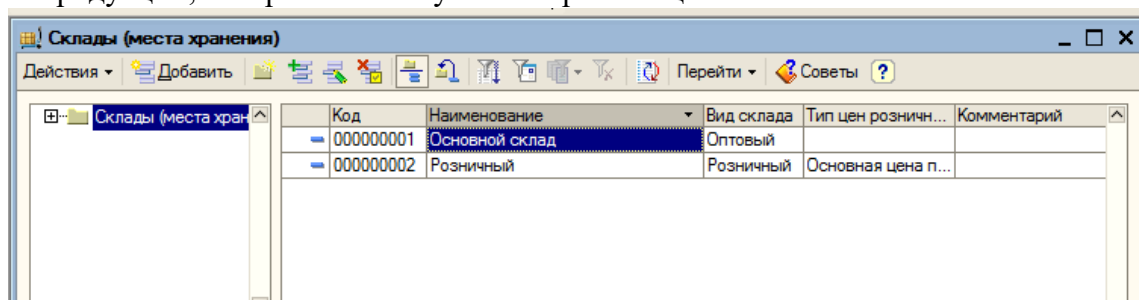 Склады (места хранения)
Действия Добавить Перейти Советы ?
Склады (места хран
Код Наименование Вид склада Тип цен розничн... Комментарий
000000001 Основной склад Оптовый
000000002 Розничный Розничный Основная цена п...